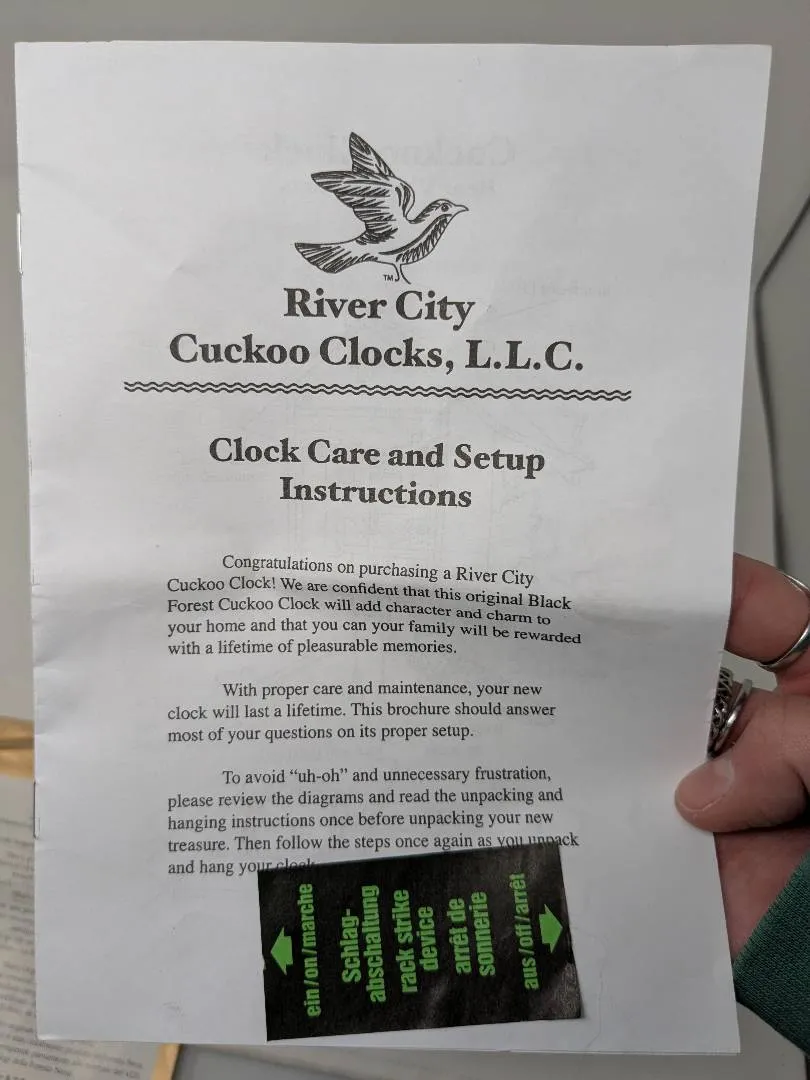 TM
River City
Cuckoo Clocks, L.L.C.
Clock Care and Setup
Instructions
Congratulations on purchasing a River City
Cuckoo Clock! We are confident that this original Black
Forest Cuckoo Clock will add character and charm to
your home and that you can your family will be rewarded
with a lifetime of pleasurable memories.
With proper care and maintenance, your new
clock will last a lifetime. This brochure should answer
most of your questions on its proper setup.
To avoid “uh-oh” and unnecessary frustration,
please review the diagrams and read the unpacking and
hanging instructions once before unpacking your new
treasure. Then follow the steps once again as you unpack
and hang your clock
ein/on/marche
Schlag-
abschaltung
rack strike
device
arrêt de
sonnerie
aus/off/arrêt